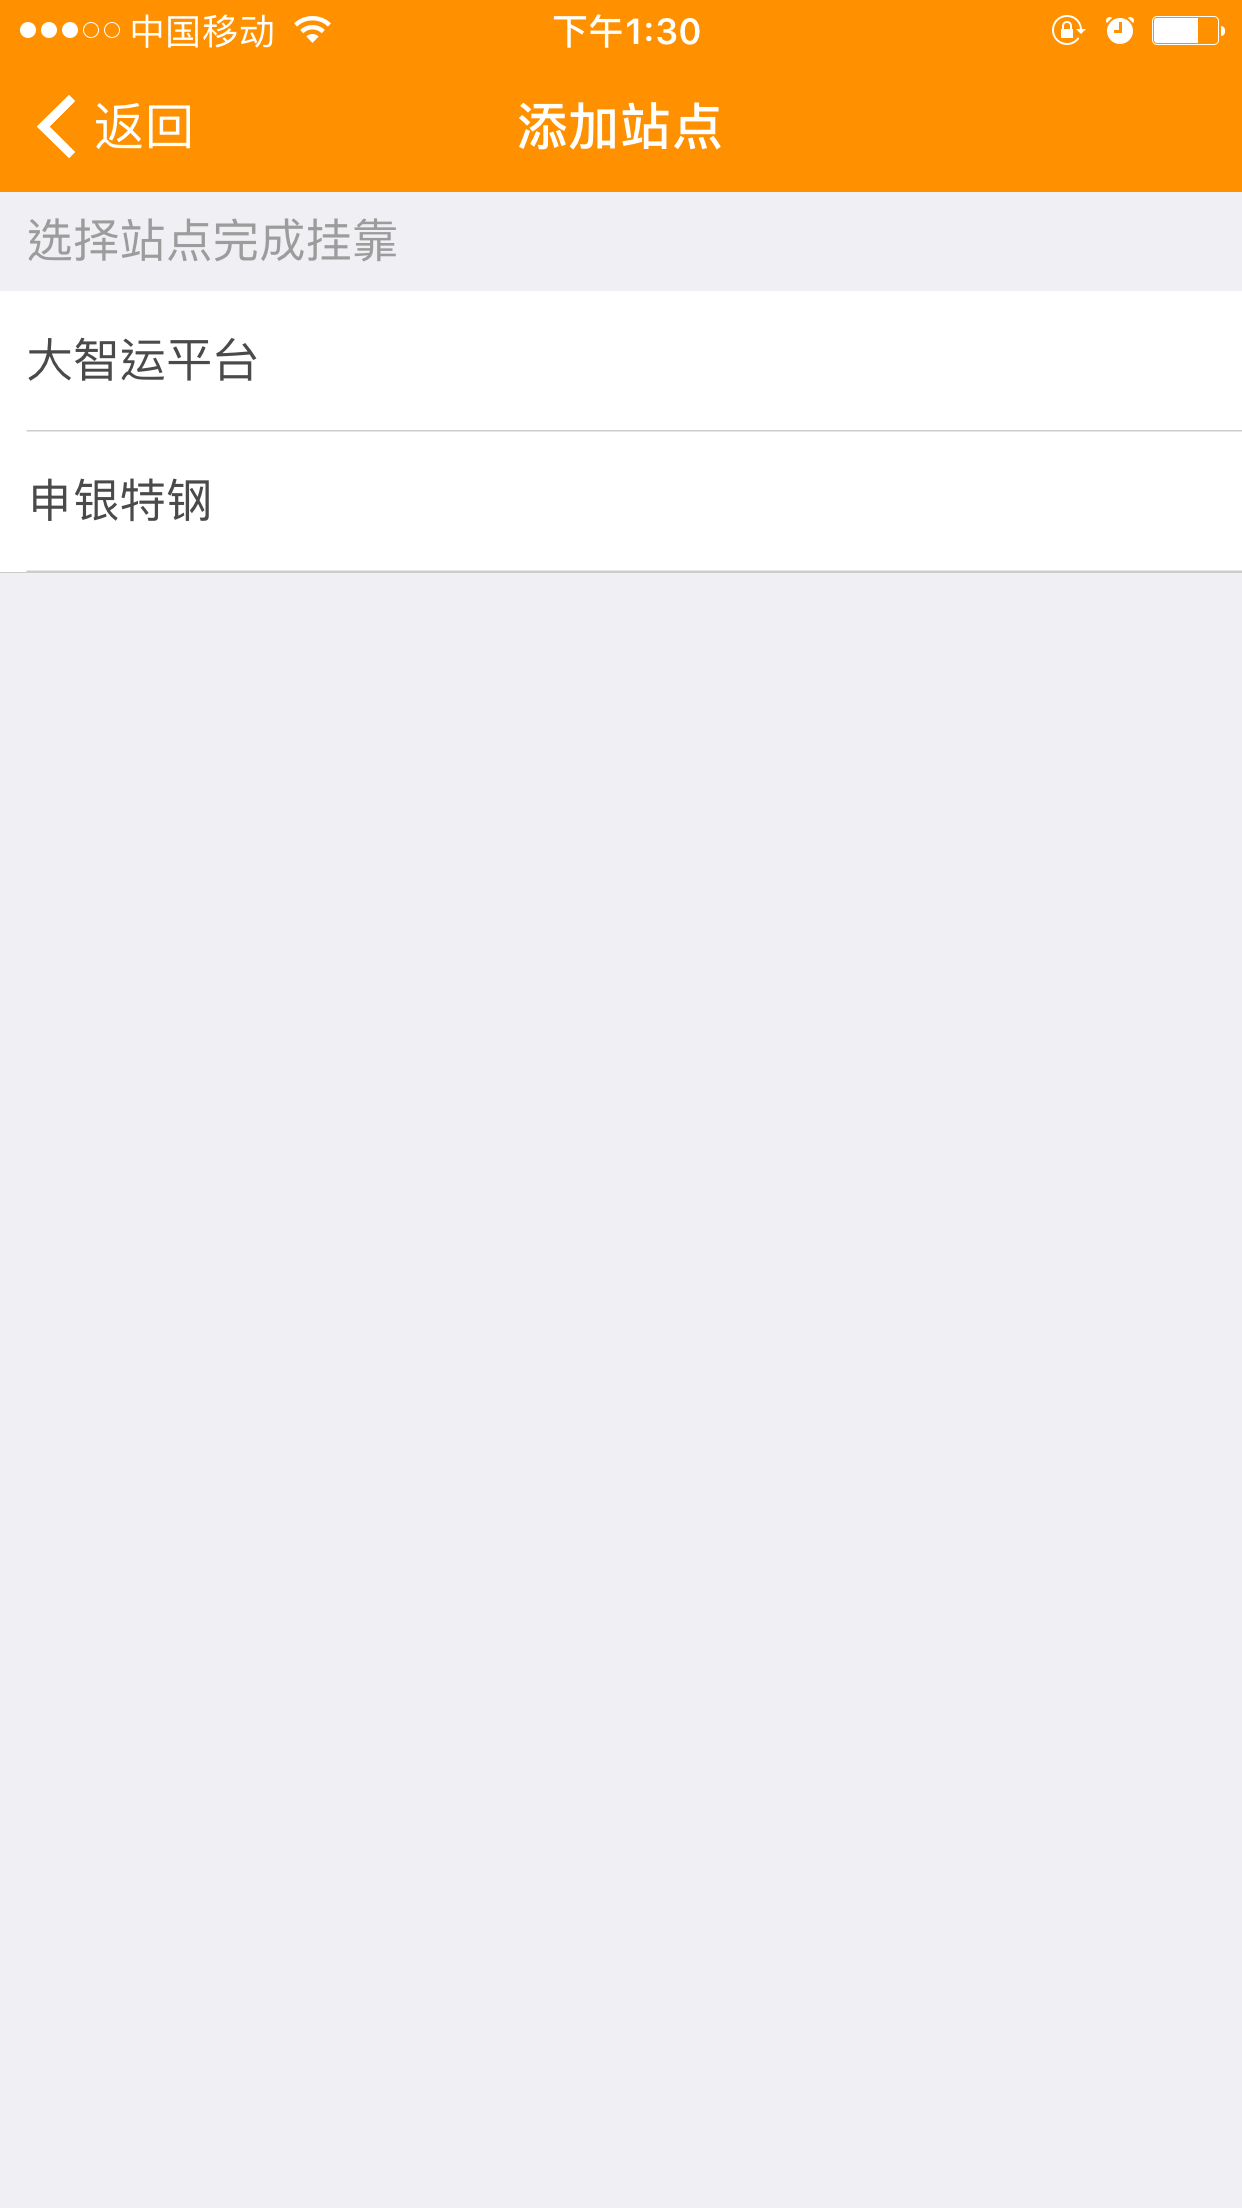 中国移动 下午1:30
返回 添加站点
选择站点完成挂靠
大智运平台
申银特钢